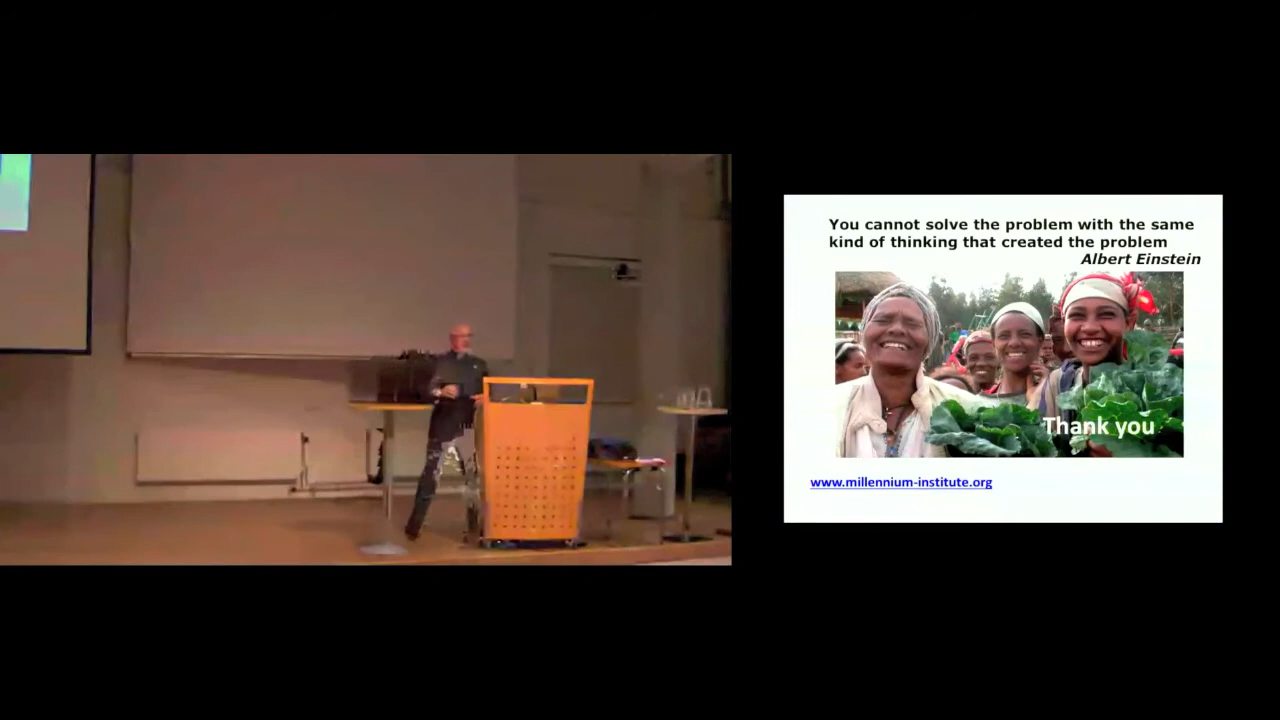 You cannot solve the problem with the same
kind of thinking that created the problem
Albert Einstein
Thank you
www.millennium-institute.org